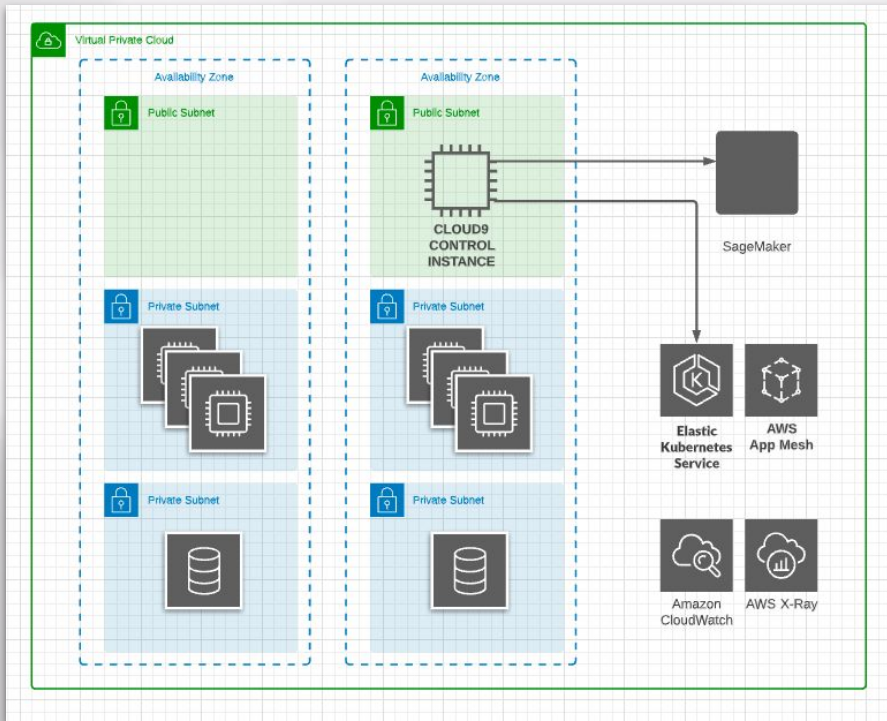 Virtual Private Cloud
Availability Zone
Availability Zone
Public Subnet
Public Subnet
CLOUD9
CONTROL
INSTANCE
SageMaker
Private Subnet
Private Subnet
K
Elastic
Kubernetes
Service
AWS
App Mesh
Private Subnet
Private Subnet
Amazon
CloudWatch
AWS X-Ray